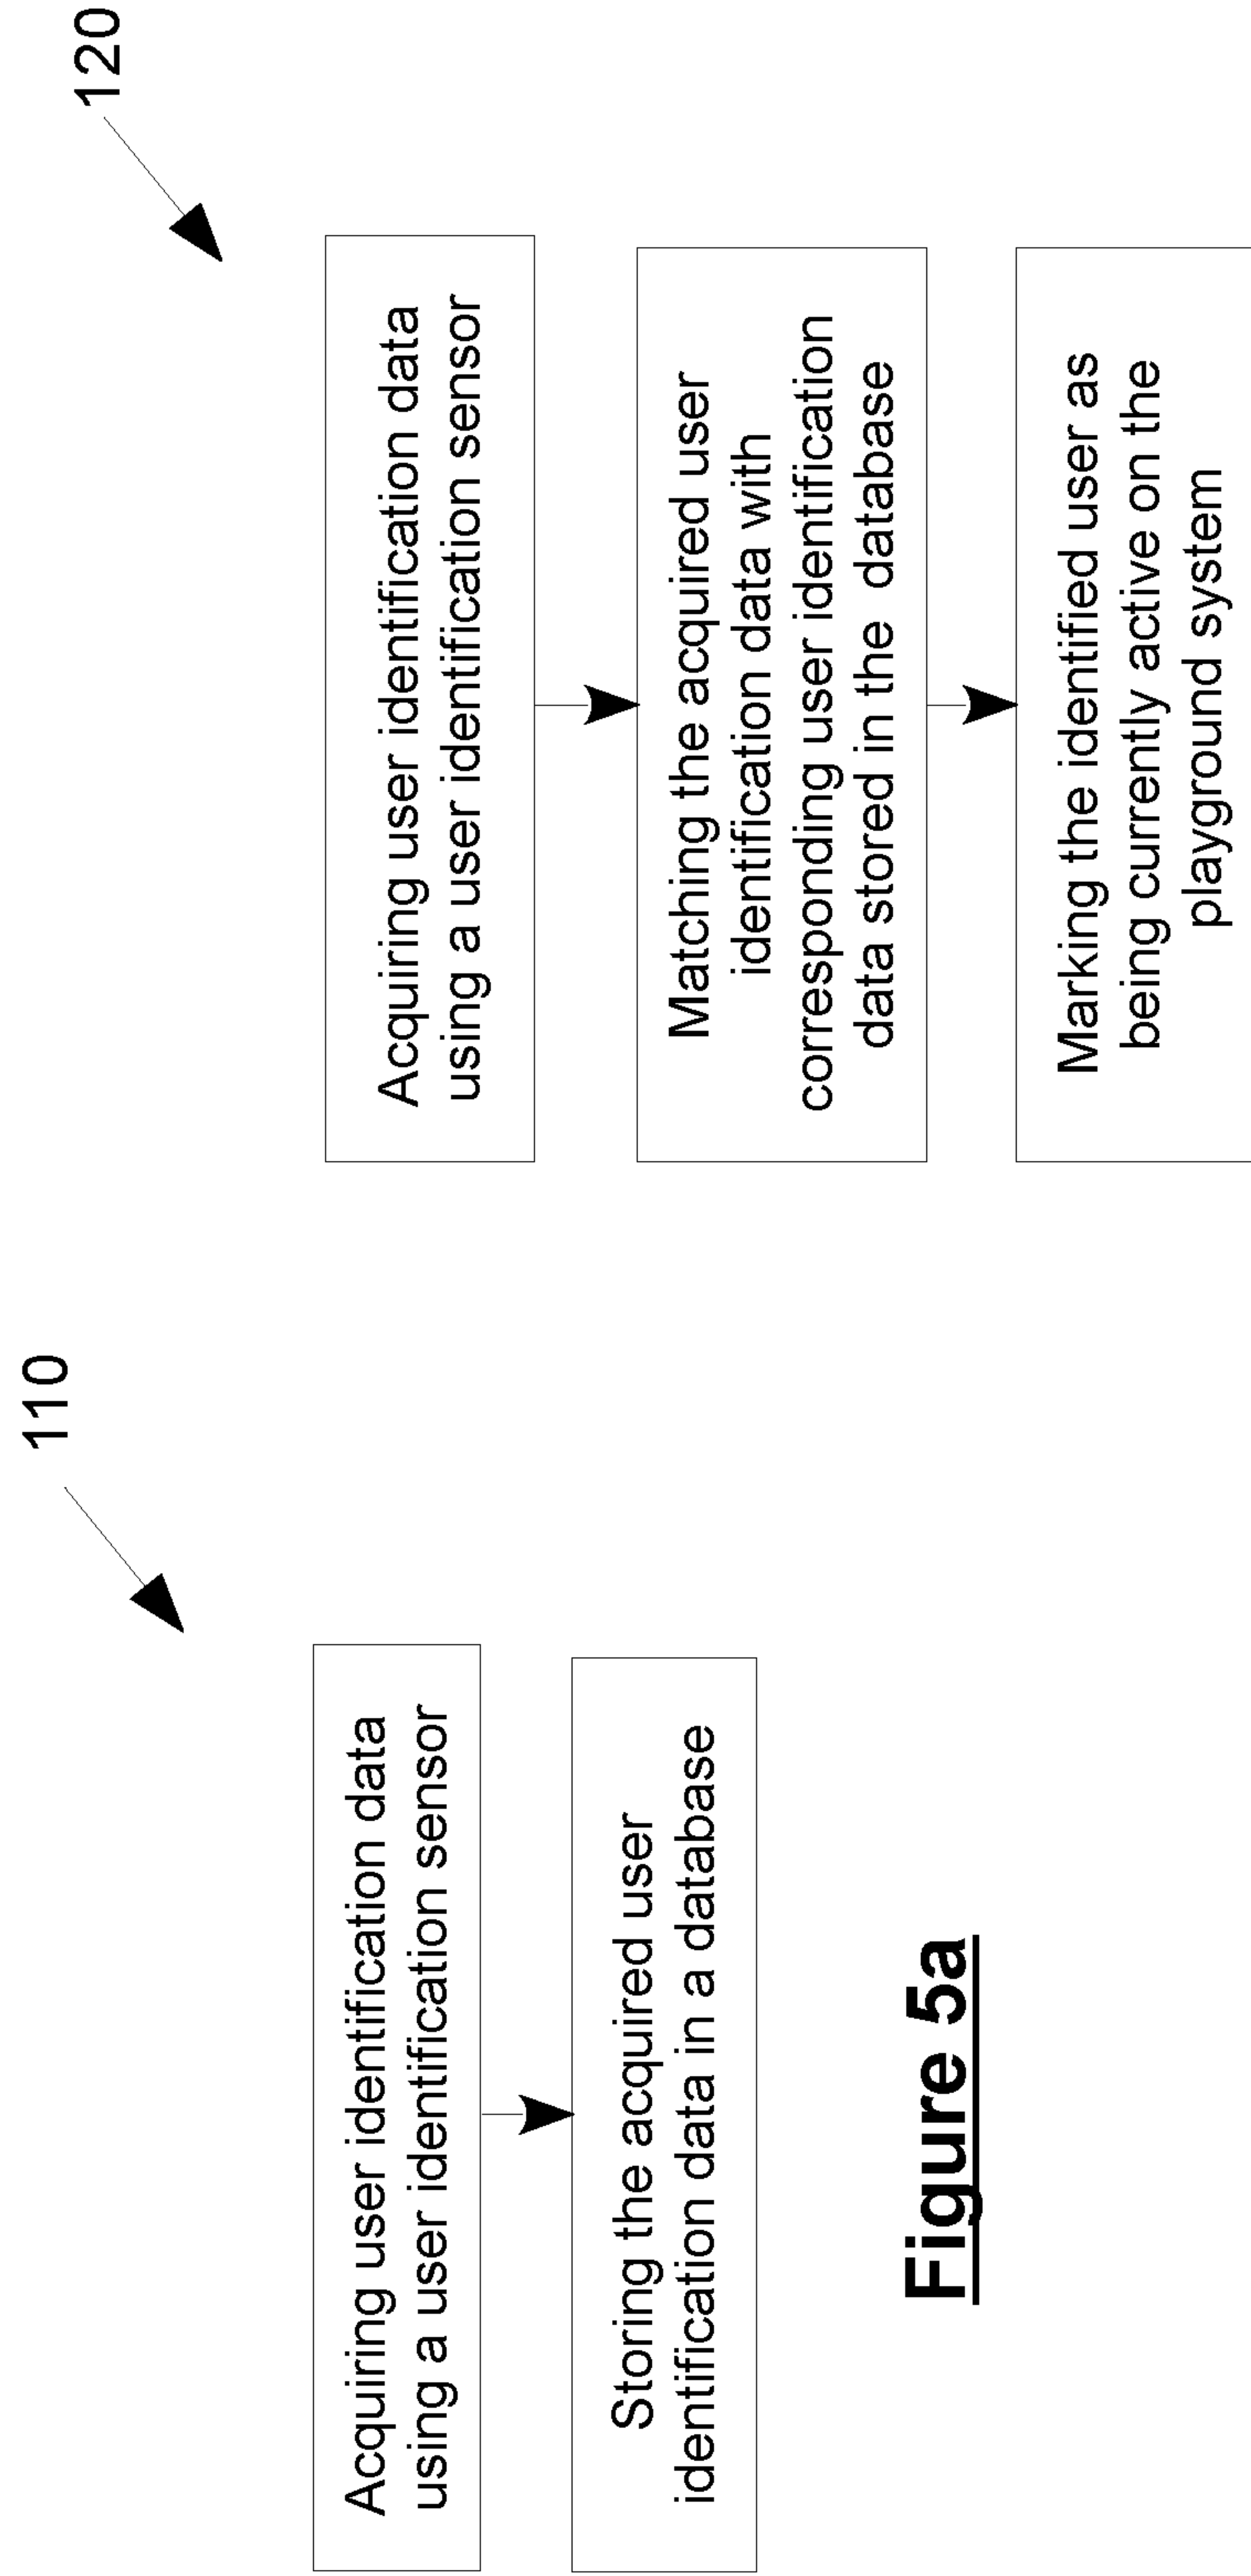 110
Acquiring user identification data
using a user identification sensor
Storing the acquired user
identification data in a database
Figure 5a
120
Acquiring user identification data
using a user identification sensor
Matching the acquired user
identification data with
corresponding user identification
data stored in the  database
Marking the identified user as
being currently active on the
playground system